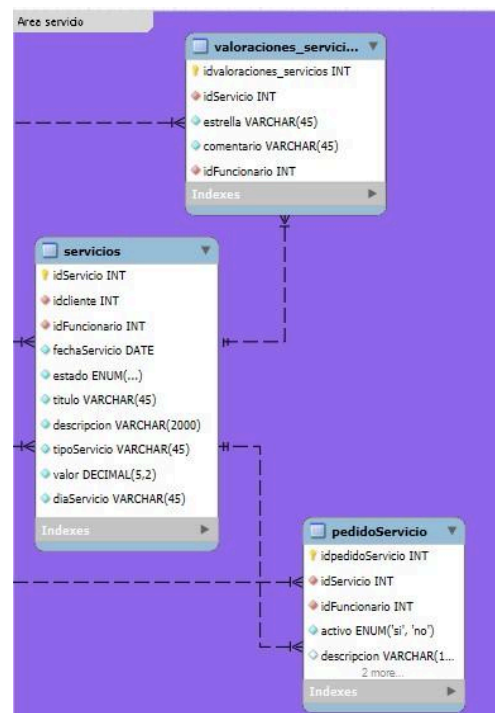 Area servicio
valoraciones_servici...
idvaloraciones_servicios INT
idServicio INT
estrella VARCHAR(45)
comentario VARCHAR(45)
idFuncionario INT
Indexes
servicios
idServicio INT
idcliente INT
idFuncionario INT
fechaServicio DATE
estado ENUM(...)
titulo VARCHAR(45)
descripcion VARCHAR(2000)
tipoServicio VARCHAR(45)
valor DECIMAL(5,2)
diaServicio VARCHAR(45)
Indexes
pedidoServicio
idpedidoServicio INT
idServicio INT
idFuncionario INT
activo ENUM('si', 'no')
descripcion VARCHAR(1...
2 more...
Indexes